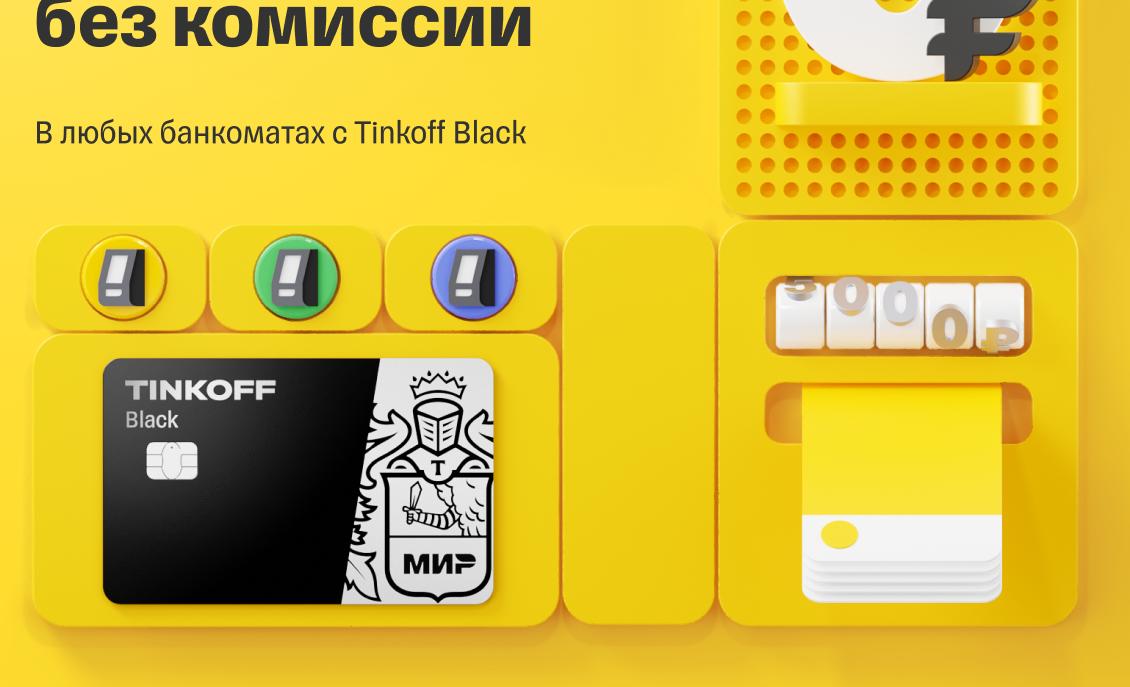 без комиссии
В любых банкоматах с Tinkoff Black
5000₽
TINKOFF
Black
Т
МИР